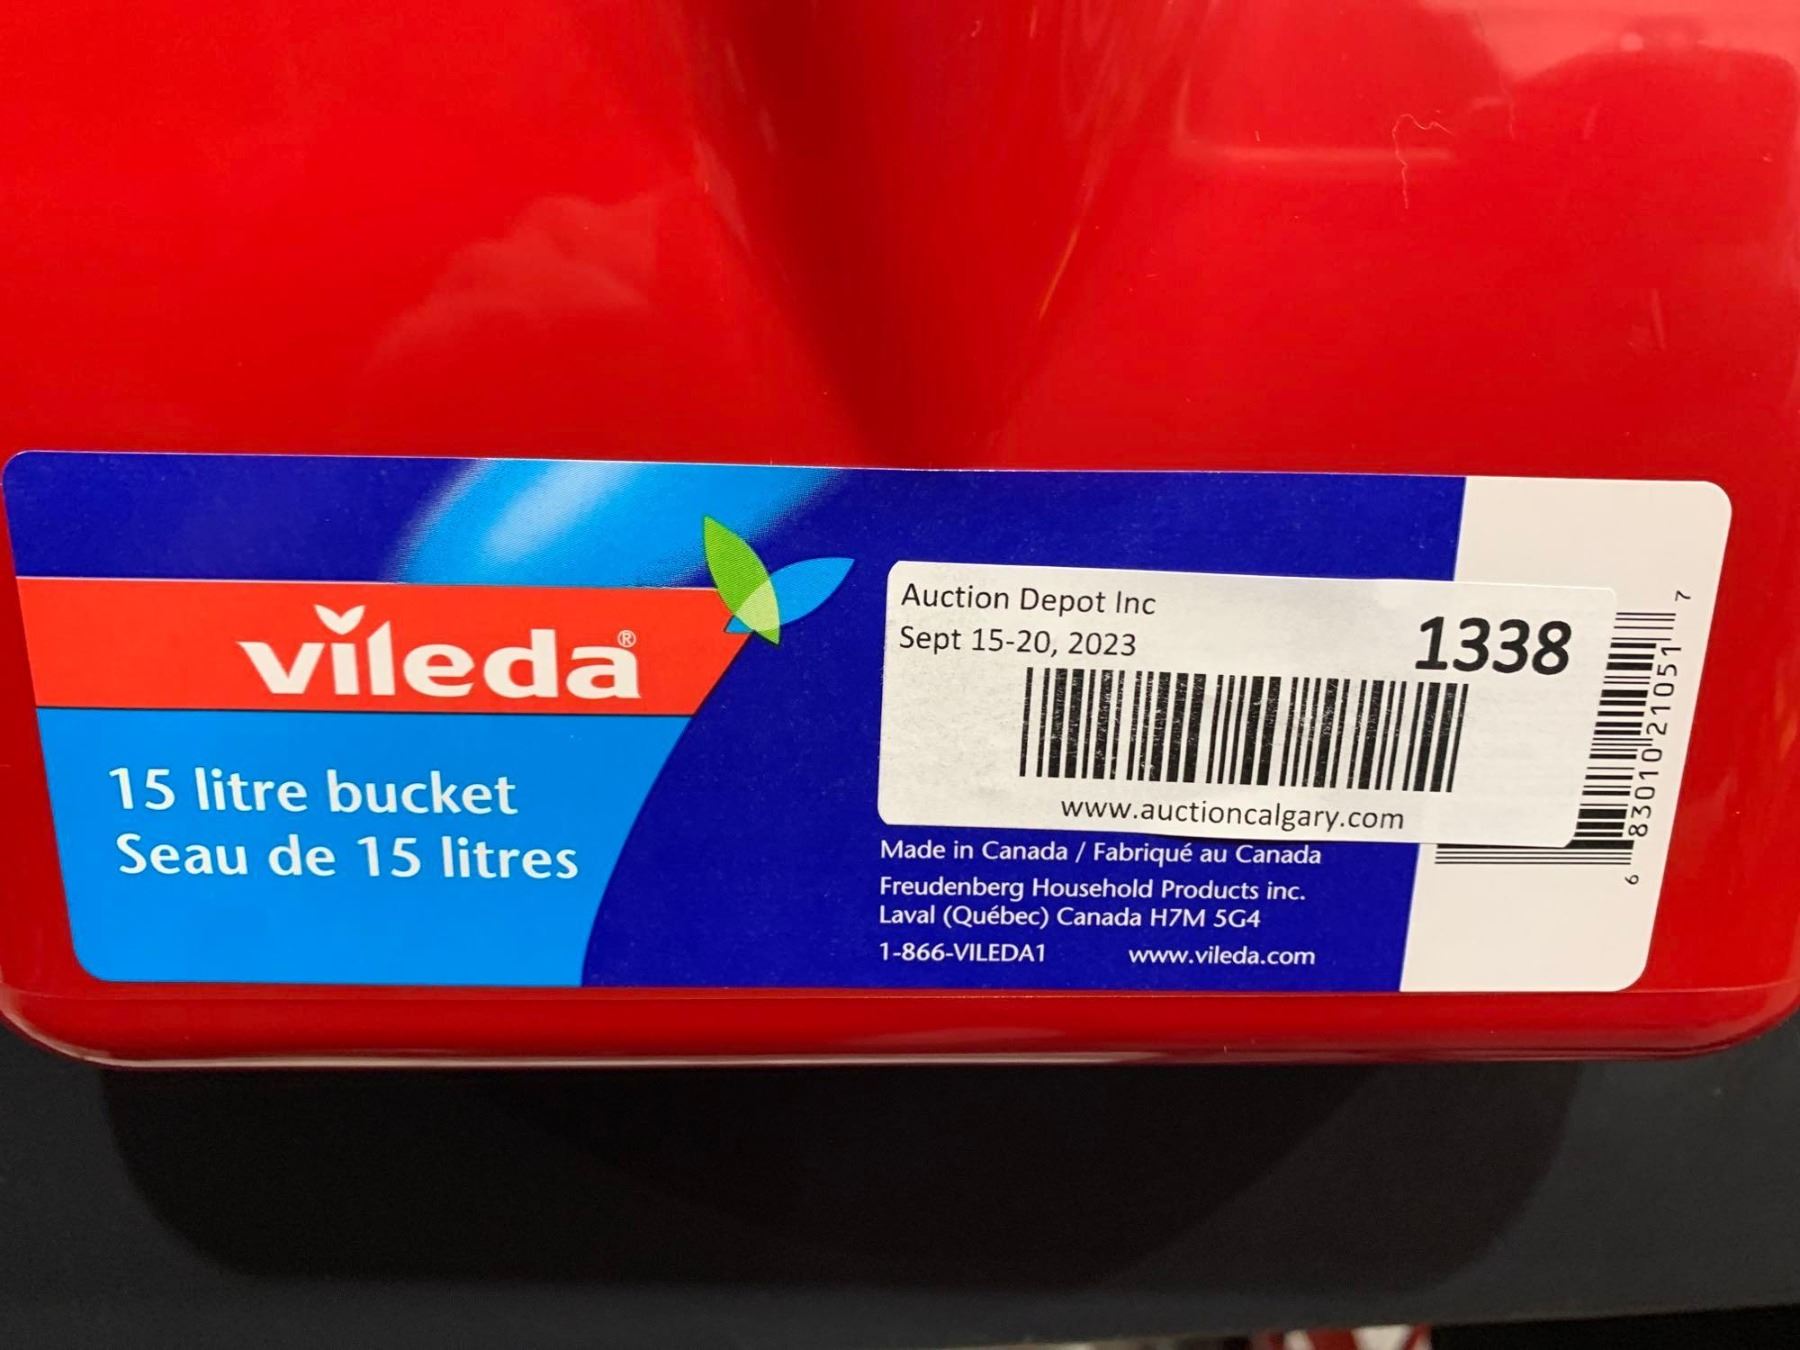 vileda®
15 litre bucket
Seau de 15 litres
Auction Depot Inc
Sept 15-20, 2023
1338
www.auctioncalgary.com
Made in Canada / Fabriqué au Canada
Freudenberg Household Products inc.
Laval (Québec) Canada H7M 5G4
1-866-VILEDA1 www.vileda.com
6 83010 21051 7